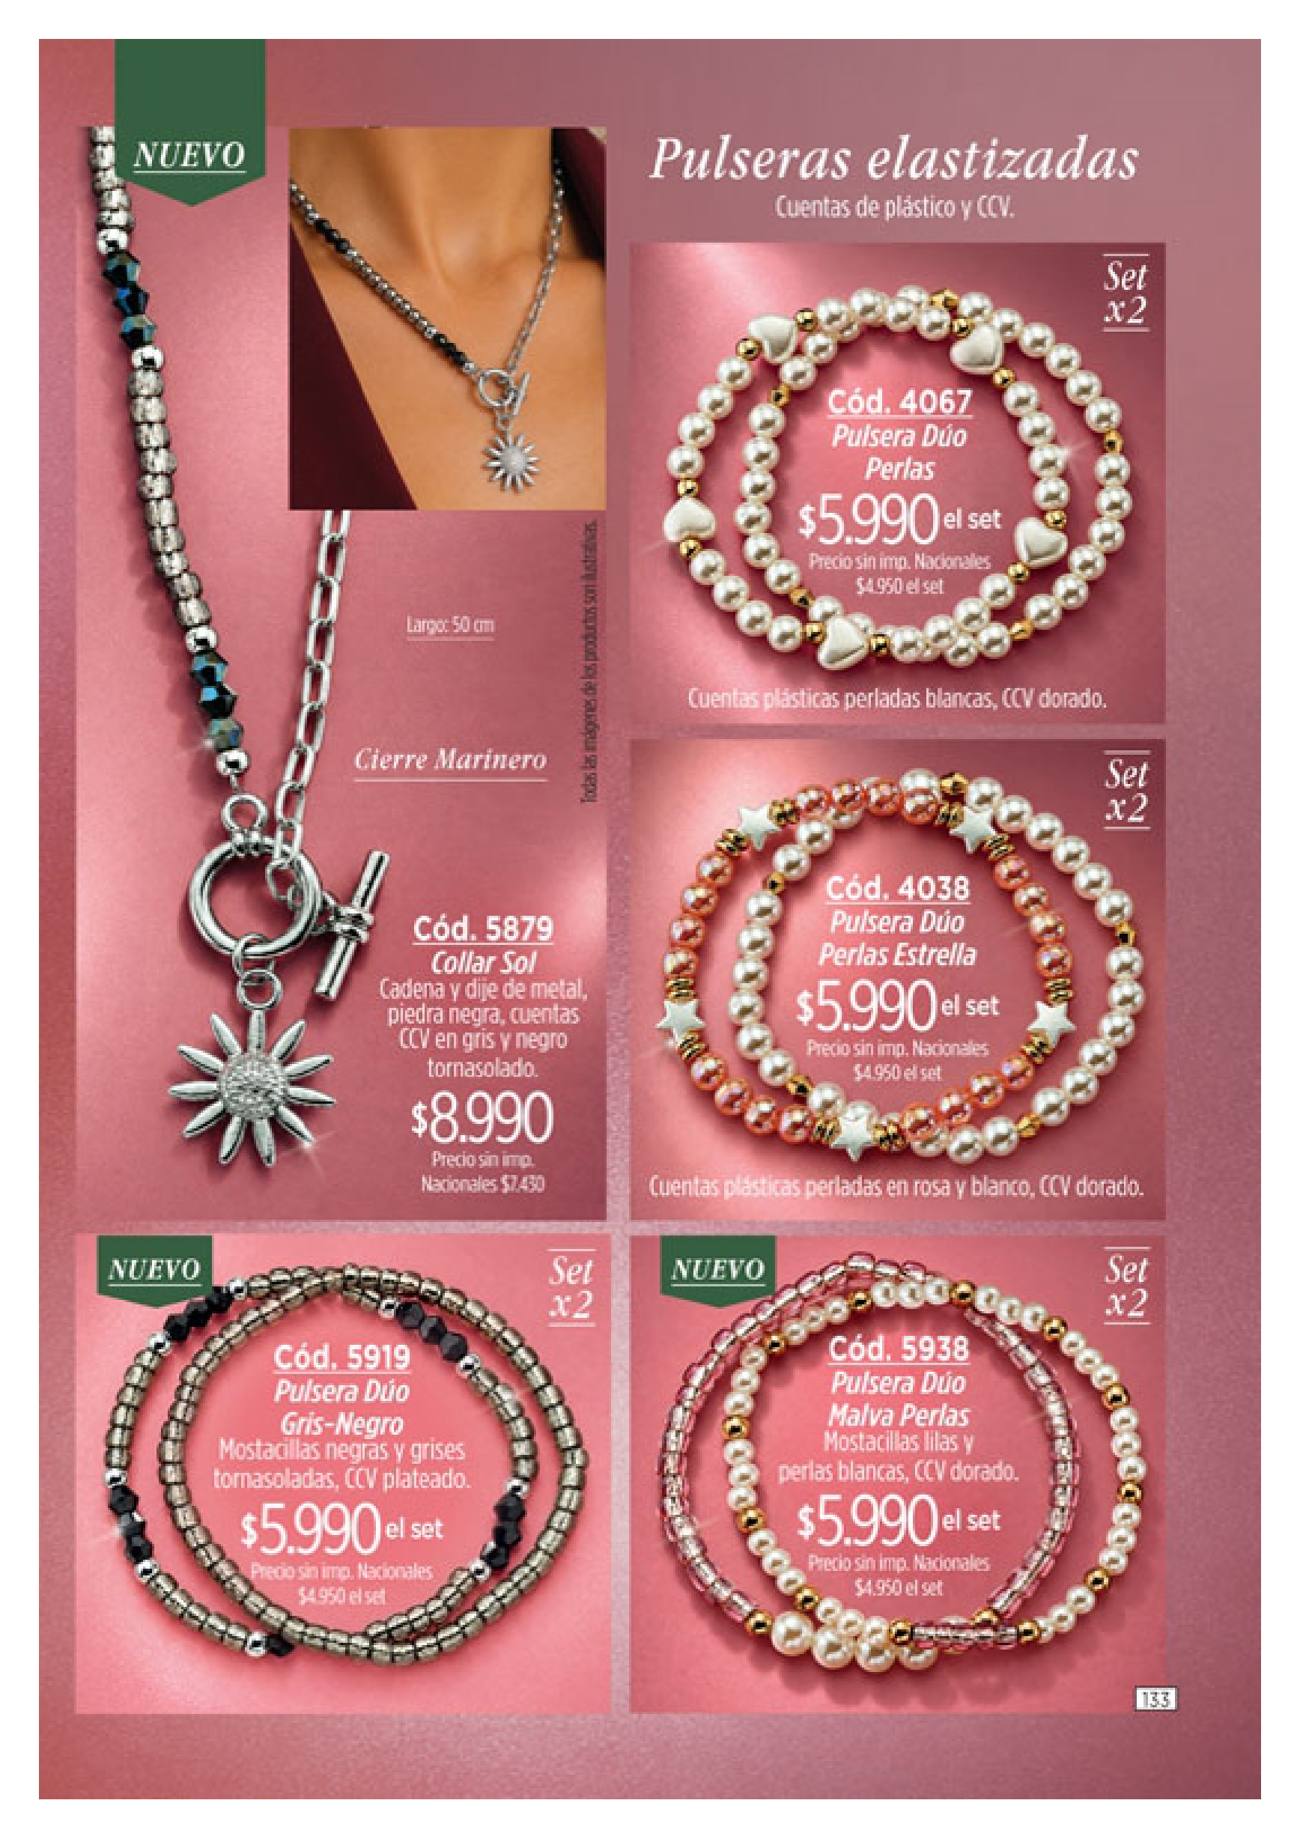 NUEVO
Pulseras elastizadas
Cuentas de plástico y CCV.
Set
x2
Cód. 4067
Pulsera Dúo
Perlas
$5.990 el set
Precio sin imp. Nacionales
$4.950 el set
Cuentas plásticas perladas blancas, CCV dorado.
Largo: 50 cm
Todas las imágenes de los productos son ilustrativas.
Cierre Marinero
Cód. 5879
Collar Sol
Cadena y dije de metal,
piedra negra, cuentas
CCV en gris y negro
tornasolado.
$8.990
Precio sin imp.
Nacionales $7.430
Set
x2
Cód. 4038
Pulsera Dúo
Perlas Estrella
$5.990 el set
Precio sin imp. Nacionales
$4.950 el set
Cuentas plásticas perladas en rosa y blanco, CCV dorado.
NUEVO
Set
x2
Cód. 5919
Pulsera Dúo
Gris-Negro
Mostacillas negras y grises
tornasoladas, CCV plateado.
$5.990 el set
Precio sin imp. Nacionales
$4.950 el set
NUEVO
Set
x2
Cód. 5938
Pulsera Dúo
Malva Perlas
Mostacillas lilas y
perlas blancas, CCV dorado.
$5.990 el set
Precio sin imp. Nacionales
$4.950 el set
133